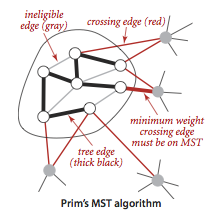 ineligible
edge (gray)
crossing edge (red)
minimum weight
crossing edge
must be on MST
tree edge
(thick black)
Prim's MST algorithm